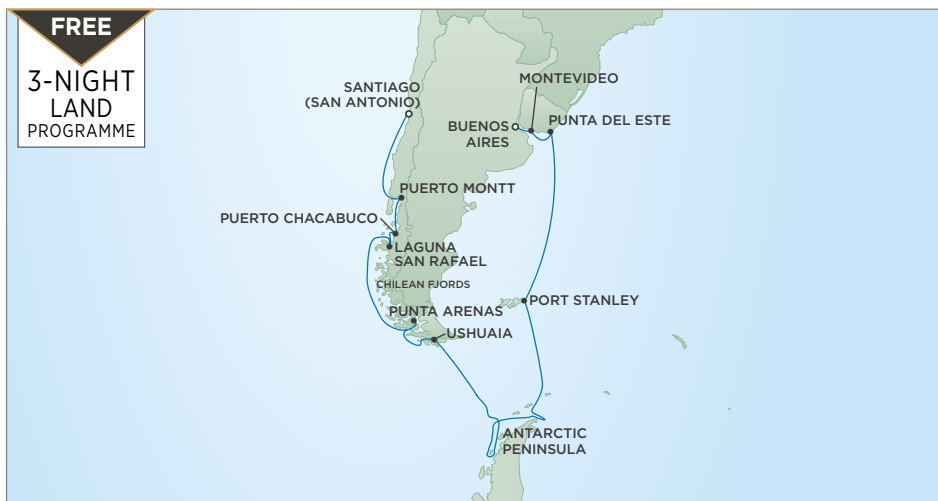 FREE
3-NIGHT
LAND
PROGRAMME
SANTIAGO
(SAN ANTONIO)
MONTEVIDEO
BUENOS
AIRES
PUNTA DEL ESTE
PUERTO MONTT
PUERTO CHACABUCO
LAGUNA
SAN RAFAEL
CHILEAN FJORDS
PORT STANLEY
PUNTA ARENAS
USHUAIA
ANTARCTIC
PENINSULA